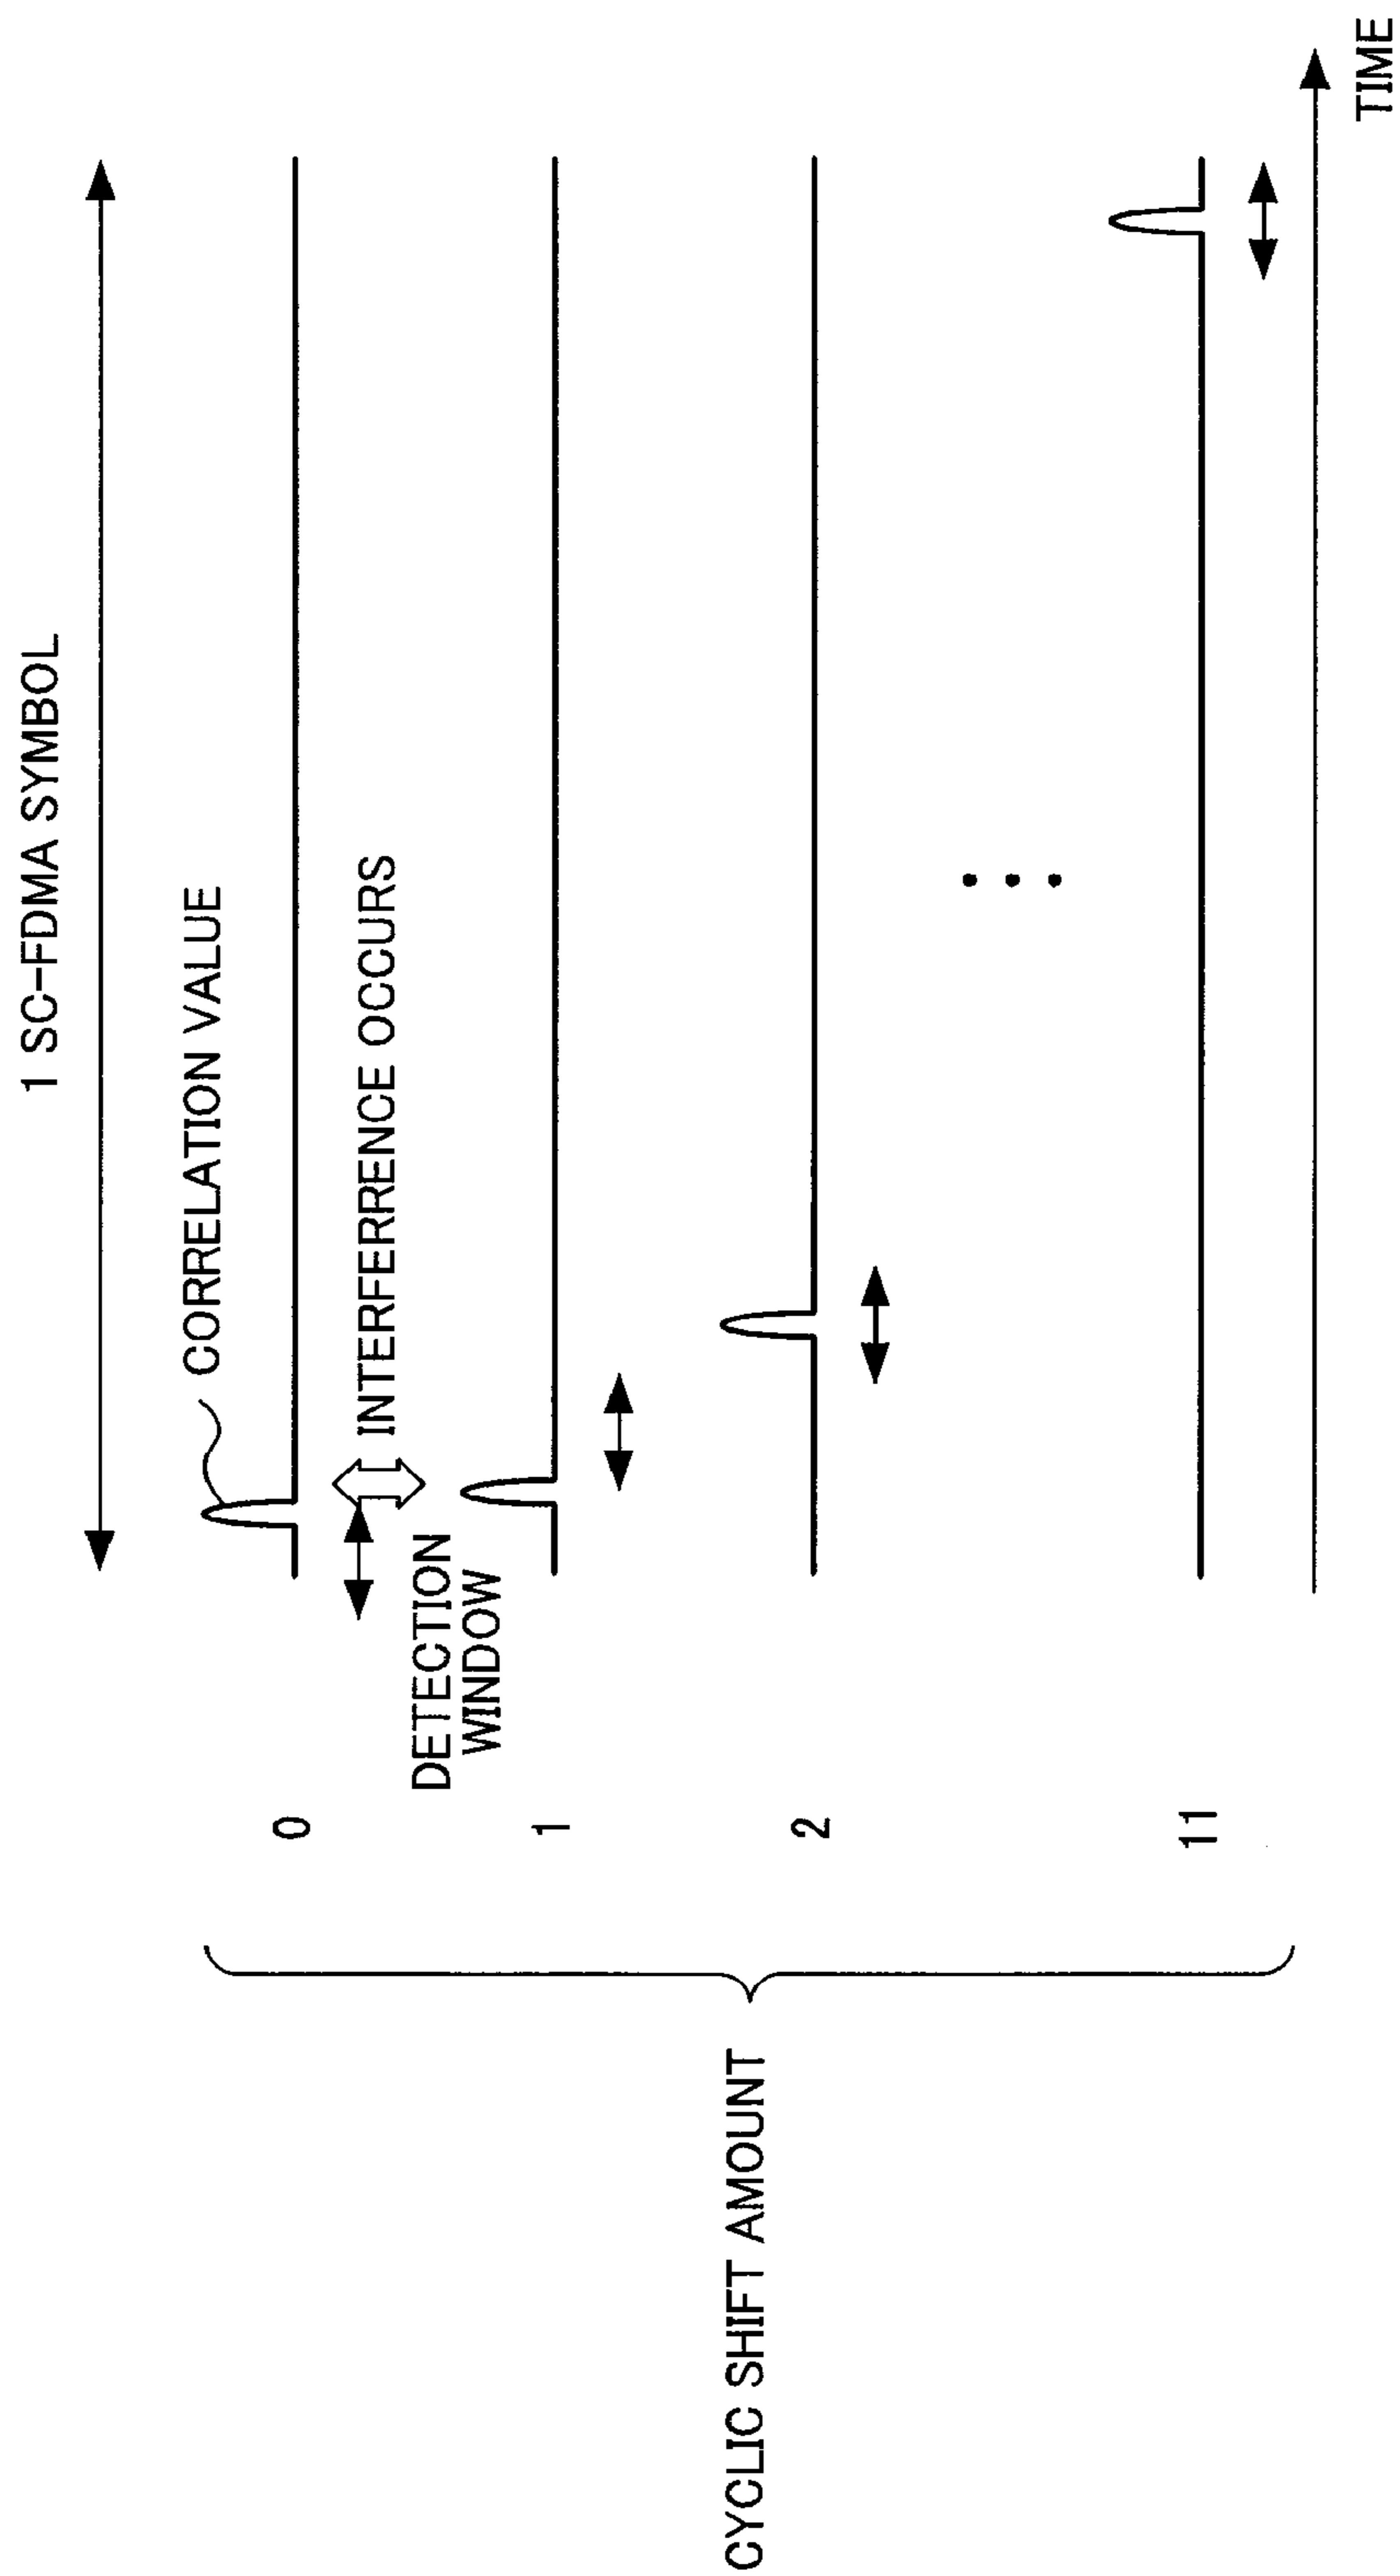 1 SC-FDMA SYMBOL
CORRELATION VALUE
0
INTERFERRENCE OCCURS
DETECTION
WINDOW
1
CYCLIC SHIFT AMOUNT
2
• • •
11
TIME